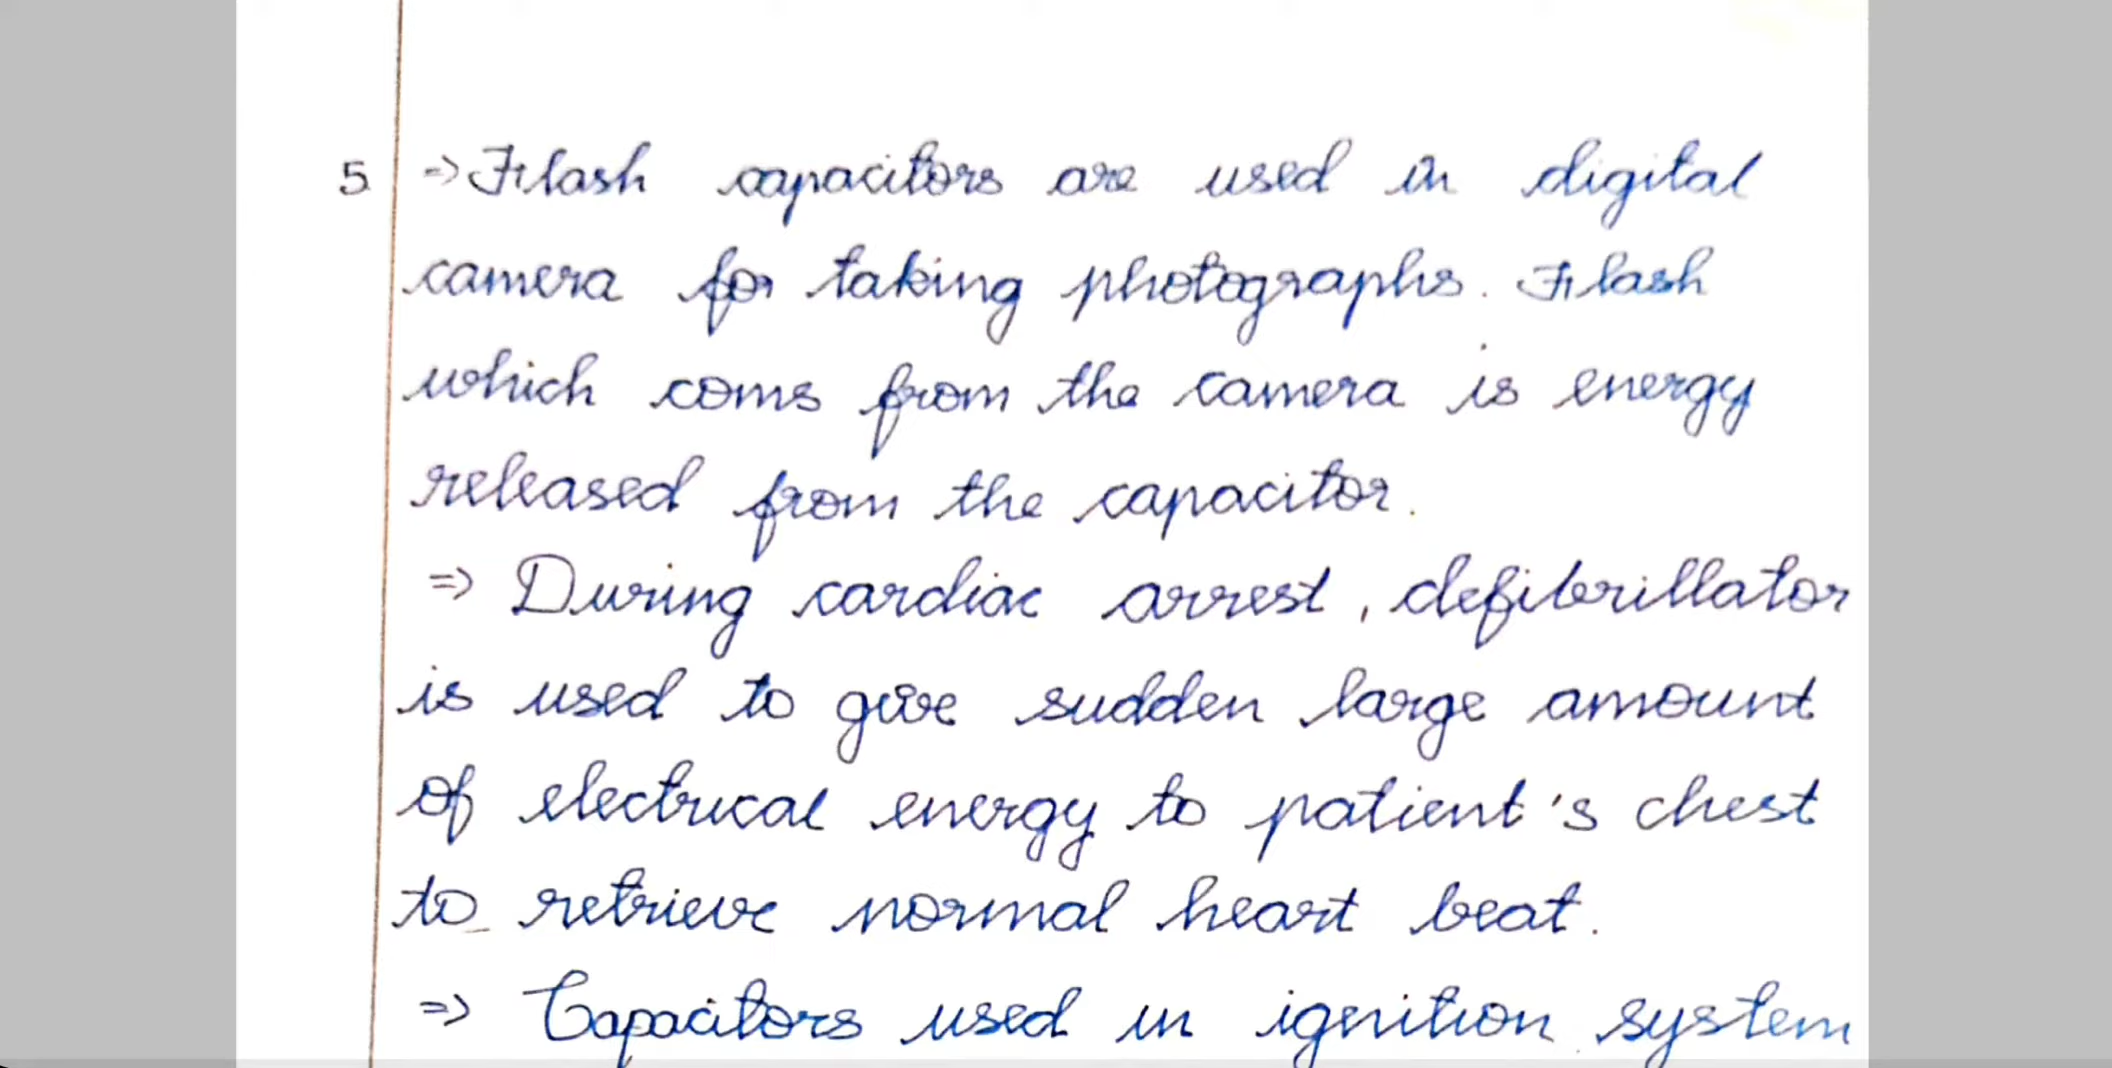 5 => Flash capacitors are used in digital
camera for taking photographs. Flash
which coms from the camera is energy
released from the capacitor.
=> During cardiac arrest, defibrillator
is used to give sudden large amount
of electrical energy to patient's chest
to retrieve normal heart beat.
=> Capacitors used in ignition system